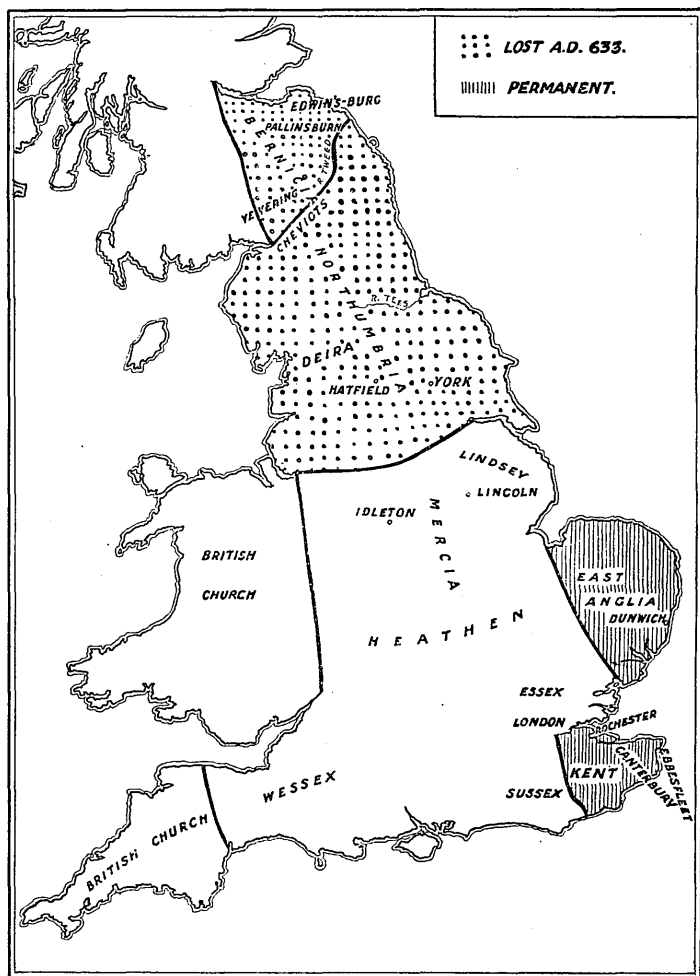 LOST A.D. 633.
PERMANENT.
EDWINS-BURG
PALLINSBURN
BERNICIA
R. TWEED
YEVERING
CHEVIOTS
NORTHUMBRIA
R. TEES
DEIRA
HATFIELD
YORK
LINDSEY
LINCOLN
IDLETON
MERCIA
BRITISH
CHURCH
EAST
ANGLIA
DUNWICH
HEATHEN
ESSEX
LONDON
ROCHESTER
CANTERBURY
EBBESFLEET
KENT
WESSEX
SUSSEX
BRITISH CHURCH